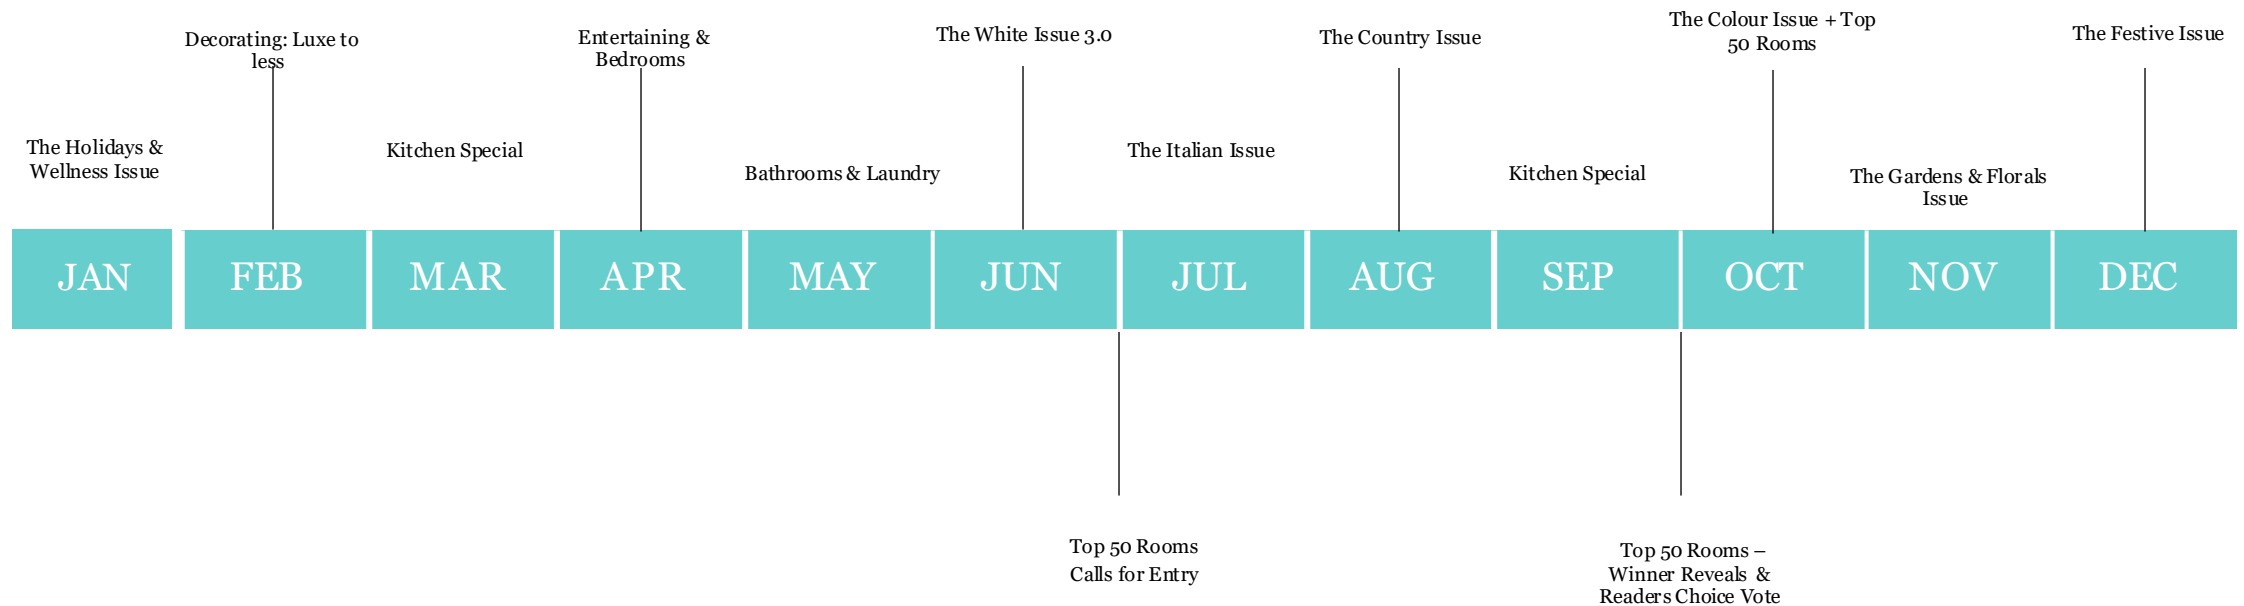 Decorating: Luxe to
less
Entertaining &
Bedrooms
The White Issue 3.0
The Country Issue
The Colour Issue + Top
50 Rooms
The Festive Issue
The Holidays &
Wellness Issue
Kitchen Special
Bathrooms & Laundry
The Italian Issue
Kitchen Special
The Gardens & Florals
Issue
JAN
FEB
MAR
APR
MAY
JUN
JUL
AUG
SEP
OCT
NOV
DEC
Top 50 Rooms
Calls for Entry
Top 50 Rooms –
Winner Reveals &
Readers Choice Vote